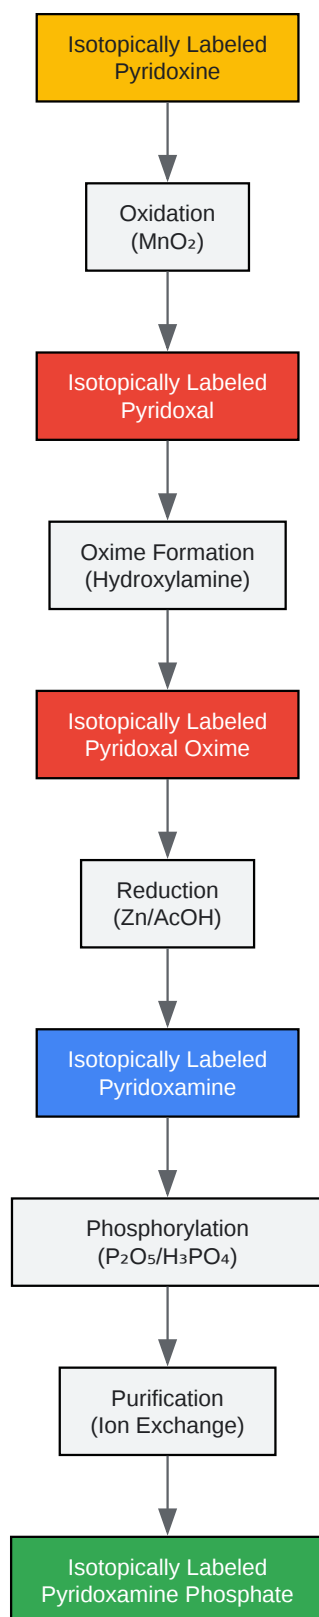 Isotopically Labeled
Pyridoxine
Oxidation
(MnO₂)
Isotopically Labeled
Pyridoxal
Oxime Formation
(Hydroxylamine)
Isotopically Labeled
Pyridoxal Oxime
Reduction
(Zn/AcOH)
Isotopically Labeled
Pyridoxamine
Phosphorylation
(P₂O₅/H₃PO₄)
Purification
(Ion Exchange)
Isotopically Labeled
Pyridoxamine Phosphate